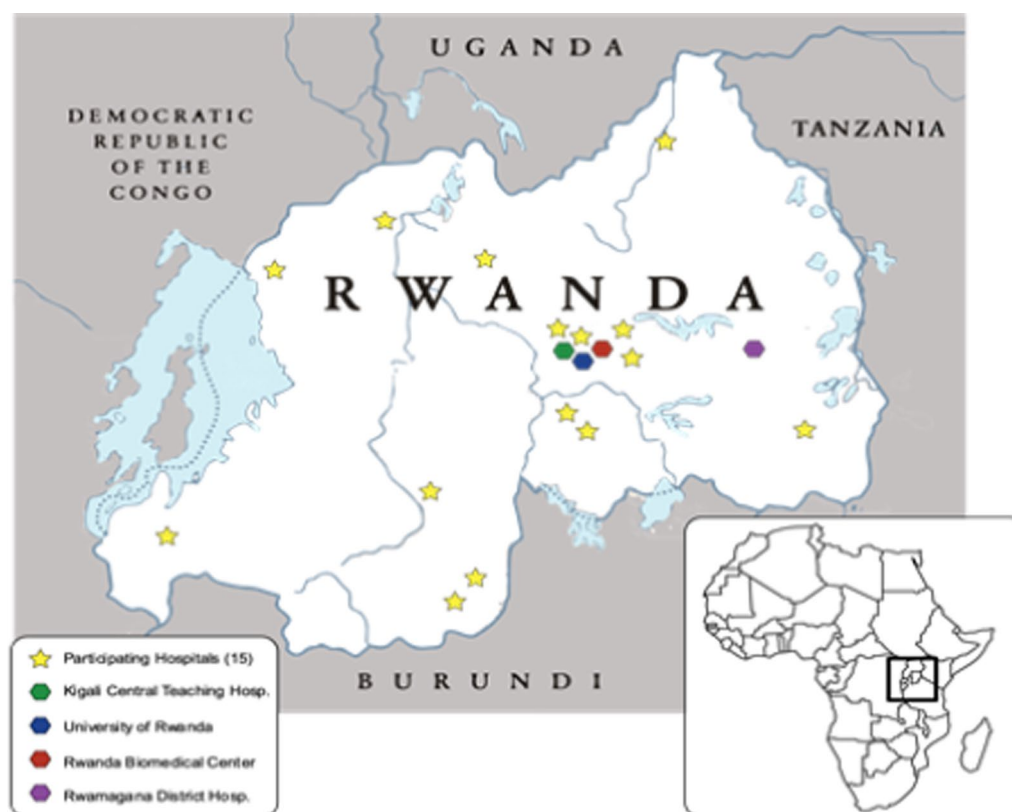 UGANDA
DEMOCRATIC
REPUBLIC
OF THE
CONGO
TANZANIA
RWANDA
BURUNDI
Participating Hospitals (15)
Kigali Central Teaching Hosp.
University of Rwanda
Rwanda Biomedical Center
Rwamagana District Hosp.